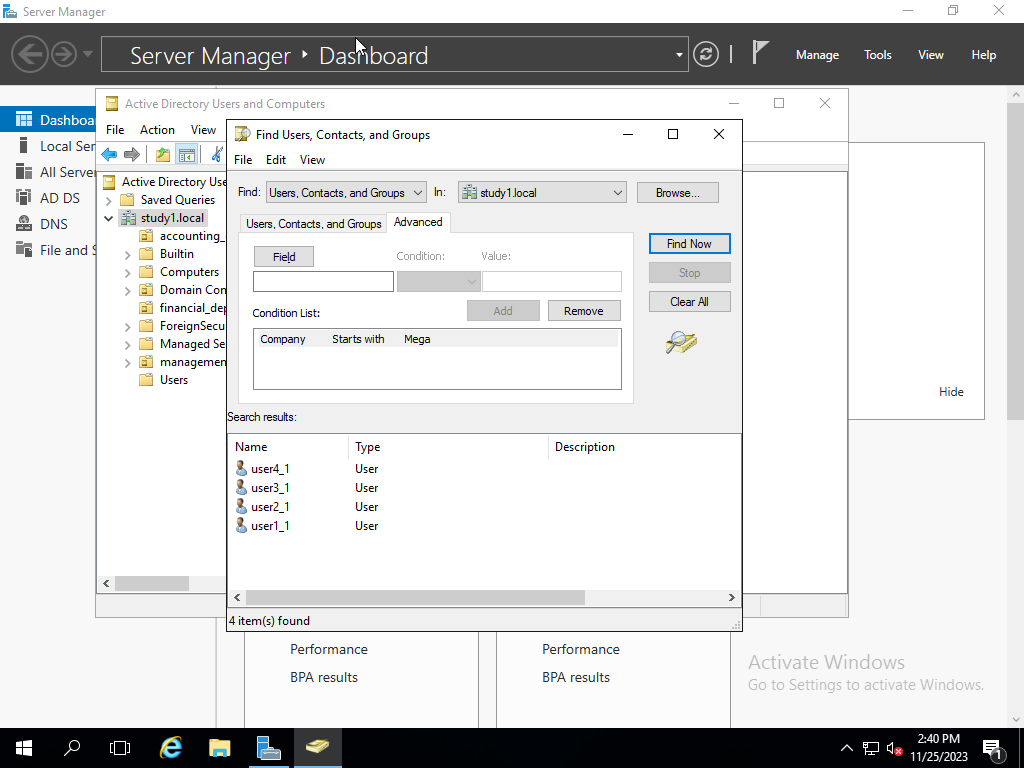 Server Manager
Server Manager ‣ Dashboard
Manage
Tools
View
Help
Dashboa
Local Ser
All Server
AD DS
DNS
File and S
Active Directory Users and Computers
File
Action
View
Active Directory Use
Saved Queries
study1.local
accounting_
Builtin
Computers
Domain Con
financial_dep
ForeignSecu
Managed Se
managemen
Users
Find Users, Contacts, and Groups
File
Edit
View
Find:
Users, Contacts, and Groups
In:
study1.local
Browse...
Users, Contacts, and Groups
Advanced
Field
Condition:
Value:
Condition List:
Add
Remove
Company
Starts with
Mega
Find Now
Stop
Clear All
Search results:
Name
Type
Description
user4_1
User
user3_1
User
user2_1
User
user1_1
User
4 item(s) found
Hide
Performance
BPA results
Performance
BPA results
Activate Windows
Go to Settings to activate Windows.
2:40 PM
11/25/2023
1